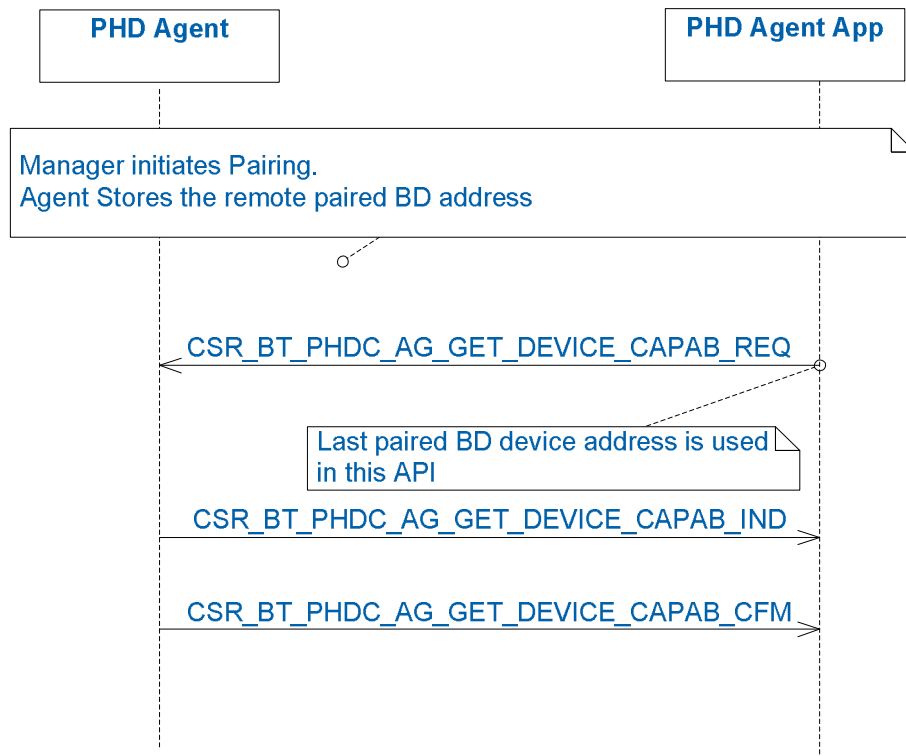 PHD Agent
PHD Agent App
Manager initiates Pairing.
Agent Stores the remote paired BD address
CSR_BT_PHDC_AG_GET_DEVICE_CAPAB_REQ
Last paired BD device address is used
in this API
CSR_BT_PHDC_AG_GET_DEVICE_CAPAB_IND
CSR_BT_PHDC_AG_GET_DEVICE_CAPAB_CFM